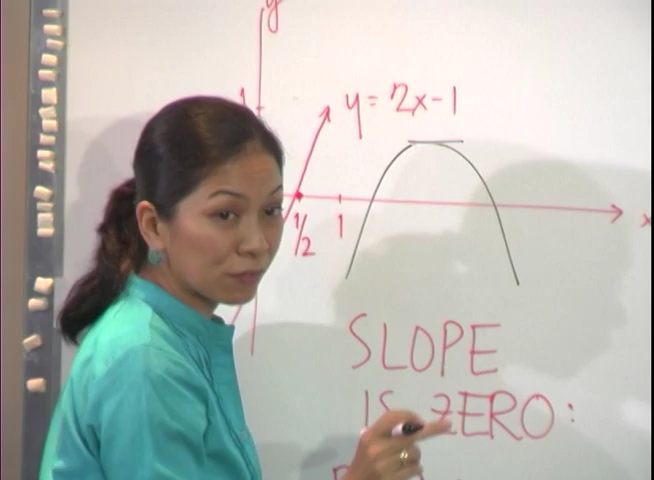 y
1
y = 2x-1
x
1/2
1
SLOPE
IS ZERO: